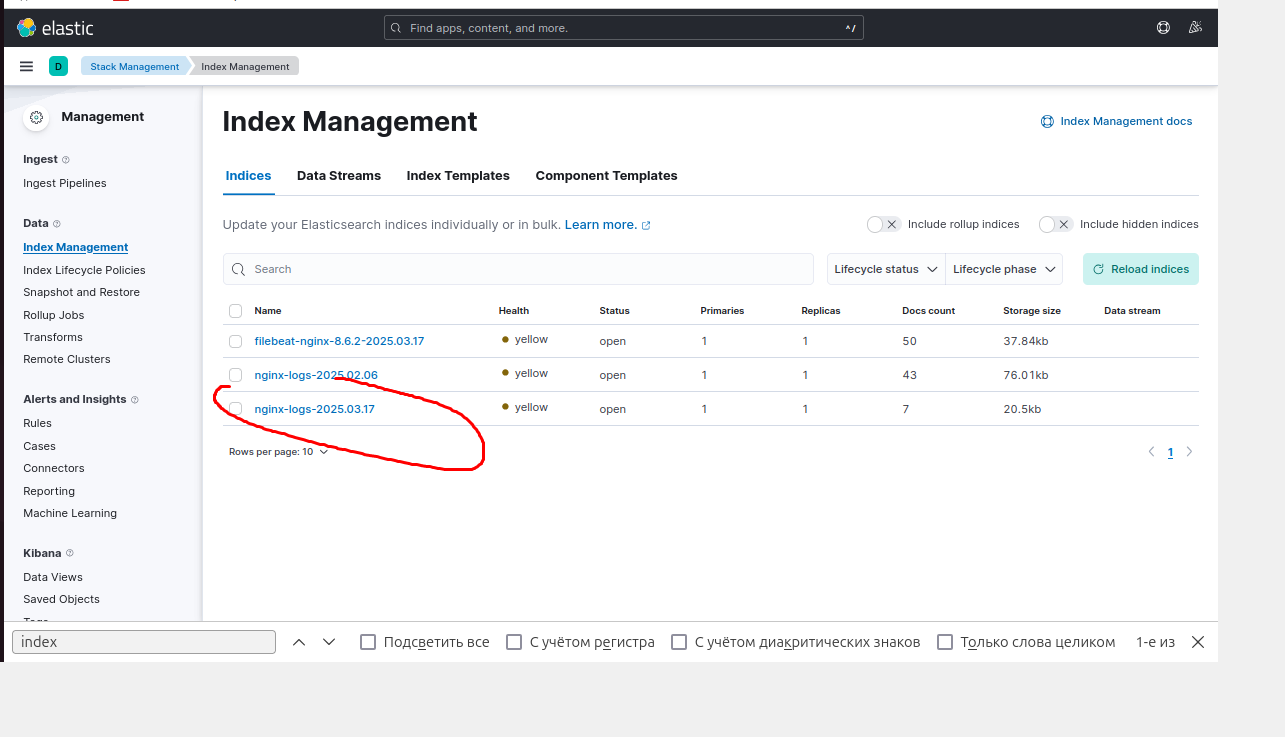 elastic
Find apps, content, and more.
^/
D
Stack Management
Index Management
Management
Ingest
Ingest Pipelines
Data
Index Management
Index Lifecycle Policies
Snapshot and Restore
Rollup Jobs
Transforms
Remote Clusters
Alerts and Insights
Rules
Cases
Connectors
Reporting
Machine Learning
Kibana
Data Views
Saved Objects
Index Management
Index Management docs
Indices
Data Streams
Index Templates
Component Templates
Update your Elasticsearch indices individually or in bulk. Learn more.
Include rollup indices
Include hidden indices
Search
Lifecycle status
Lifecycle phase
Reload indices
Name Health Status Primaries Replicas Docs count Storage size Data stream
filebeat-nginx-8.6.2-2025.03.17 yellow open 1 1 50 37.84kb
nginx-logs-2025.02.06 yellow open 1 1 43 76.01kb
nginx-logs-2025.03.17 yellow open 1 1 7 20.5kb
Rows per page: 10
1
index
Подсветить все
С учётом регистра
С учётом диакритических знаков
Только слова целиком
1-е из